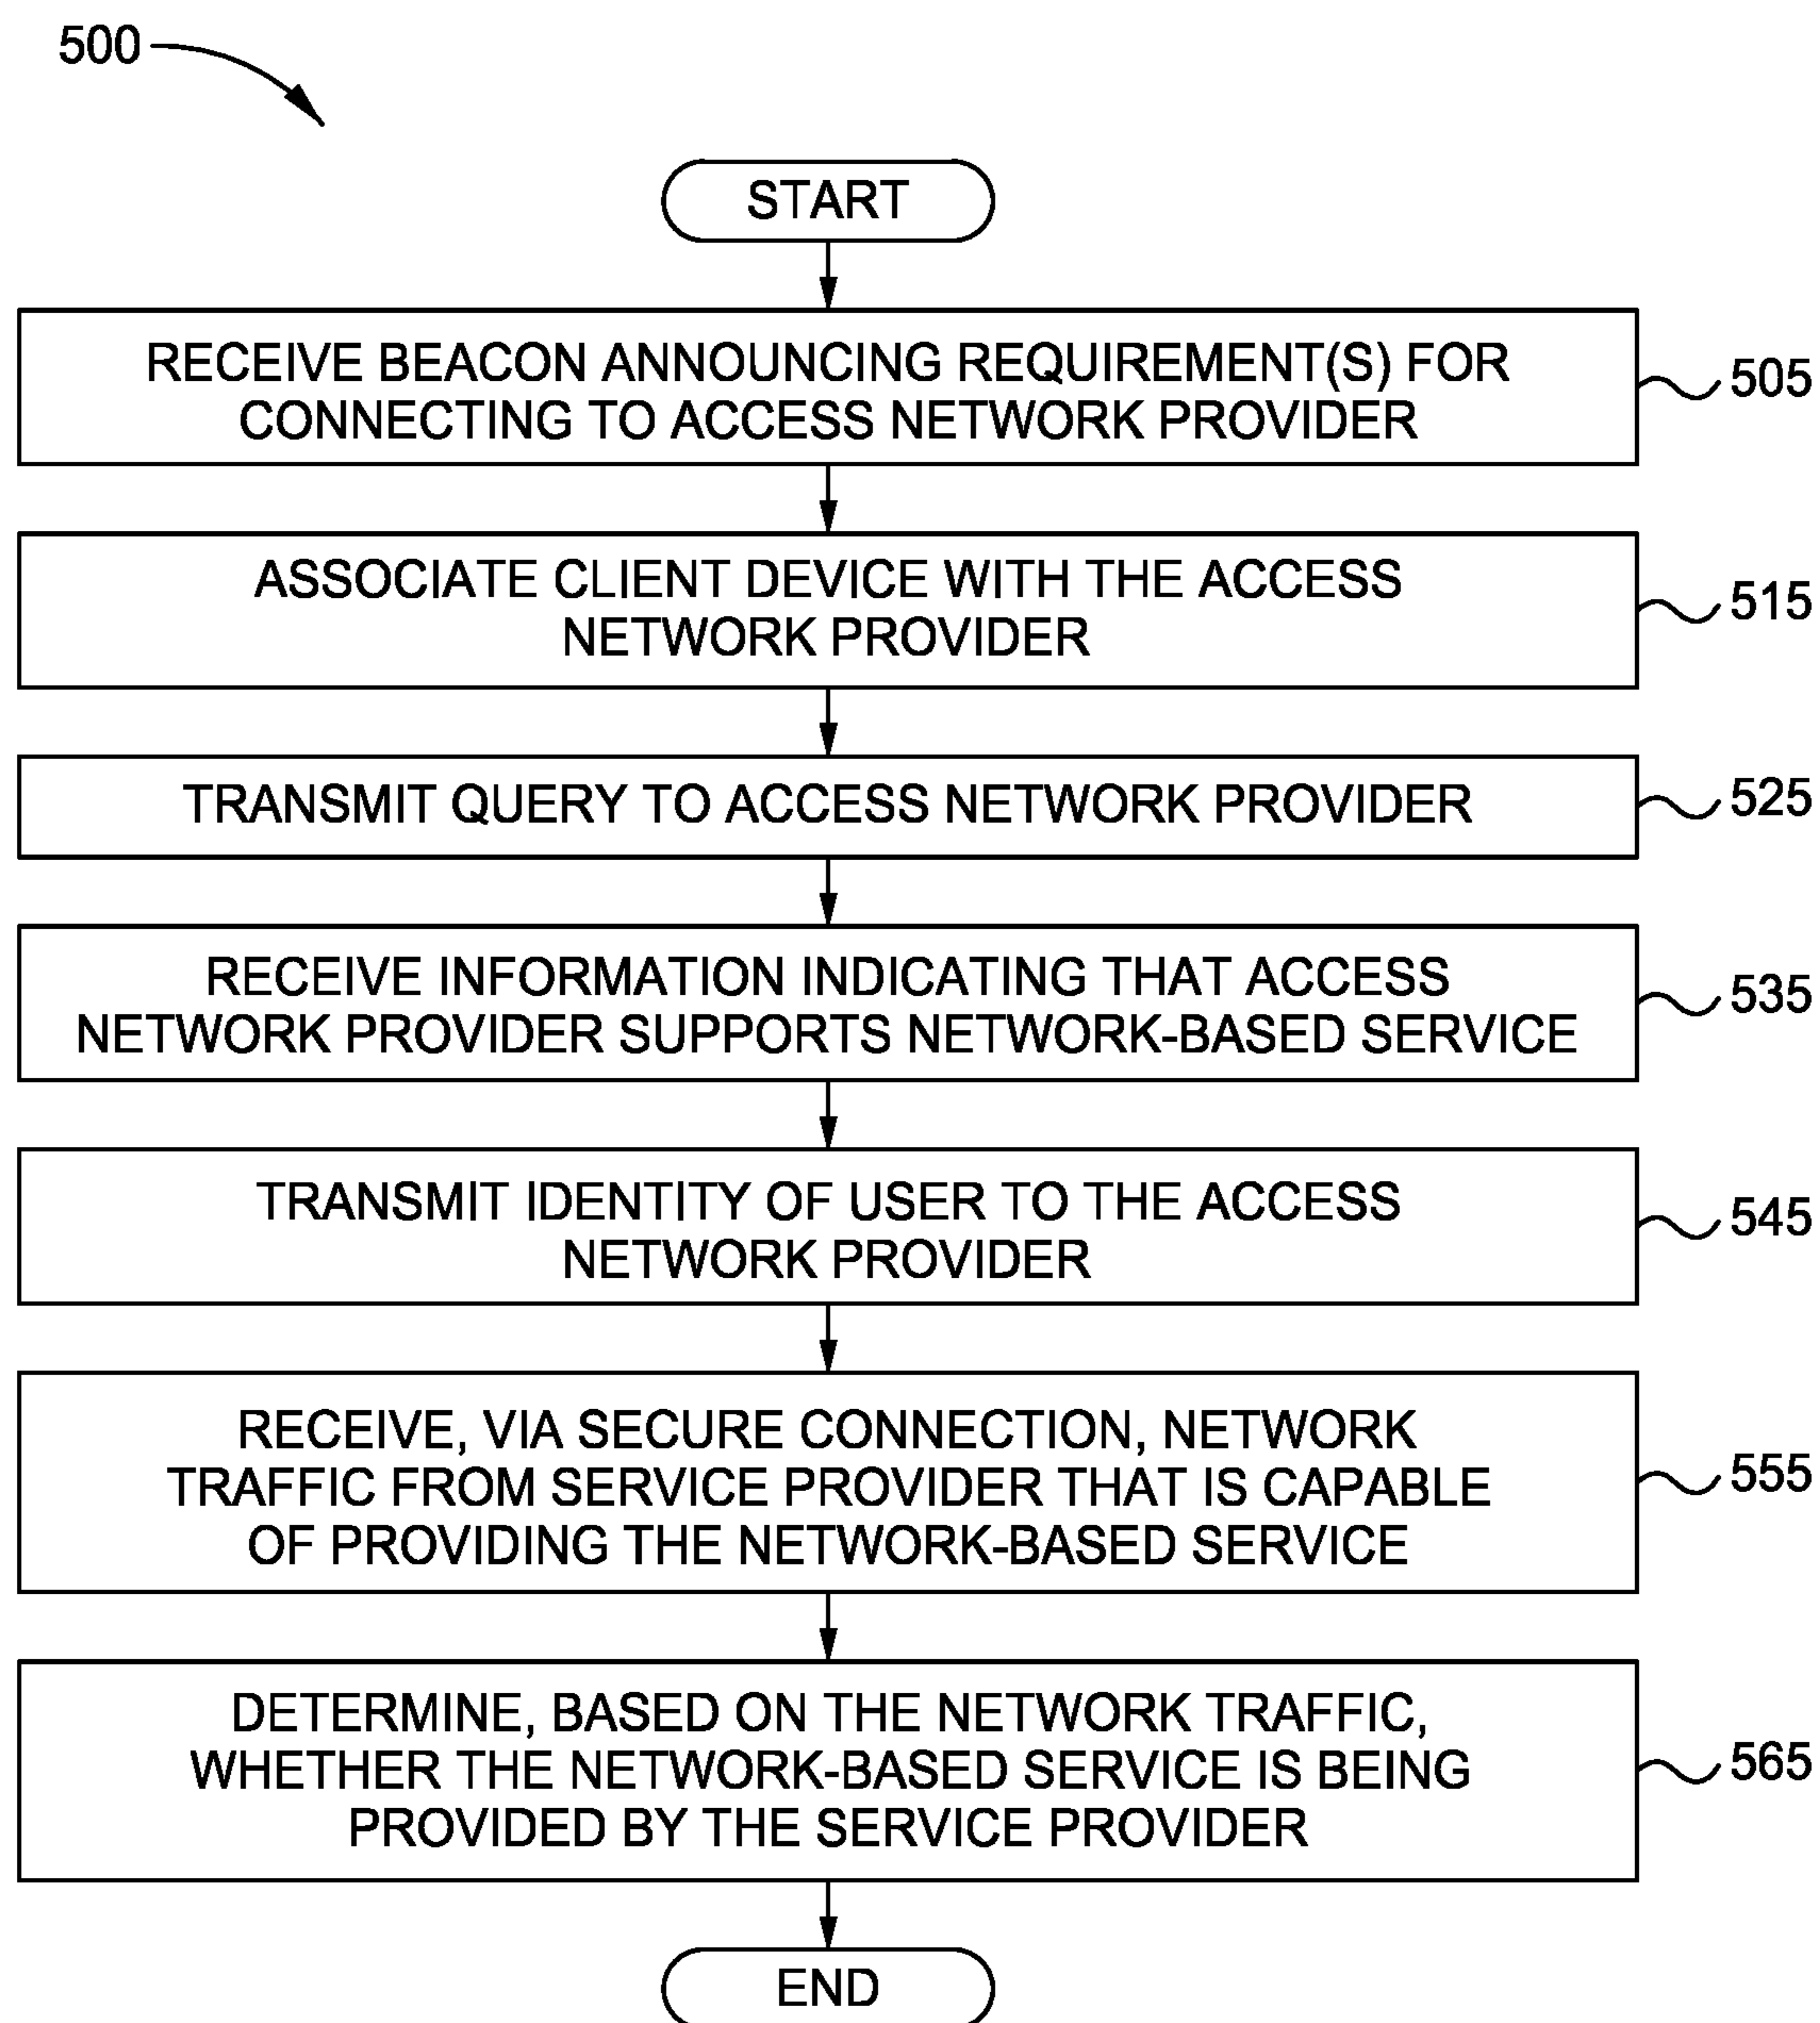 500
START
RECEIVE BEACON ANNOUNCING REQUIREMENT(S) FOR
CONNECTING TO ACCESS NETWORK PROVIDER
505
ASSOCIATE CLIENT DEVICE WITH THE ACCESS
NETWORK PROVIDER
515
TRANSMIT QUERY TO ACCESS NETWORK PROVIDER
525
RECEIVE INFORMATION INDICATING THAT ACCESS
NETWORK PROVIDER SUPPORTS NETWORK-BASED SERVICE
535
TRANSMIT IDENTITY OF USER TO THE ACCESS
NETWORK PROVIDER
545
RECEIVE, VIA SECURE CONNECTION, NETWORK
TRAFFIC FROM SERVICE PROVIDER THAT IS CAPABLE
OF PROVIDING THE NETWORK-BASED SERVICE
555
DETERMINE, BASED ON THE NETWORK TRAFFIC,
WHETHER THE NETWORK-BASED SERVICE IS BEING
PROVIDED BY THE SERVICE PROVIDER
565
END